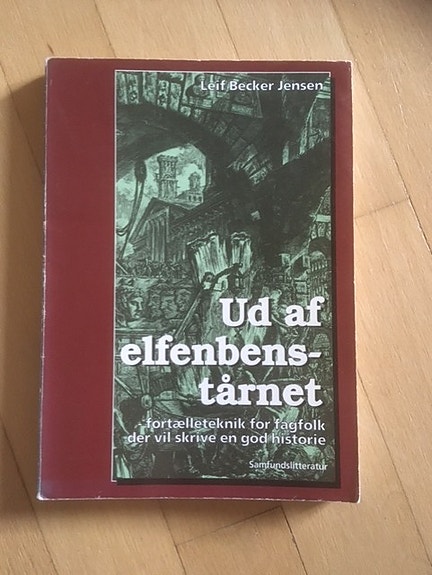 Leif Becker Jensen
Ud af
elfenbens-
tårnet
- fortælleteknik for fagfolk
der vil skrive en god historie
Samfundslitteratur